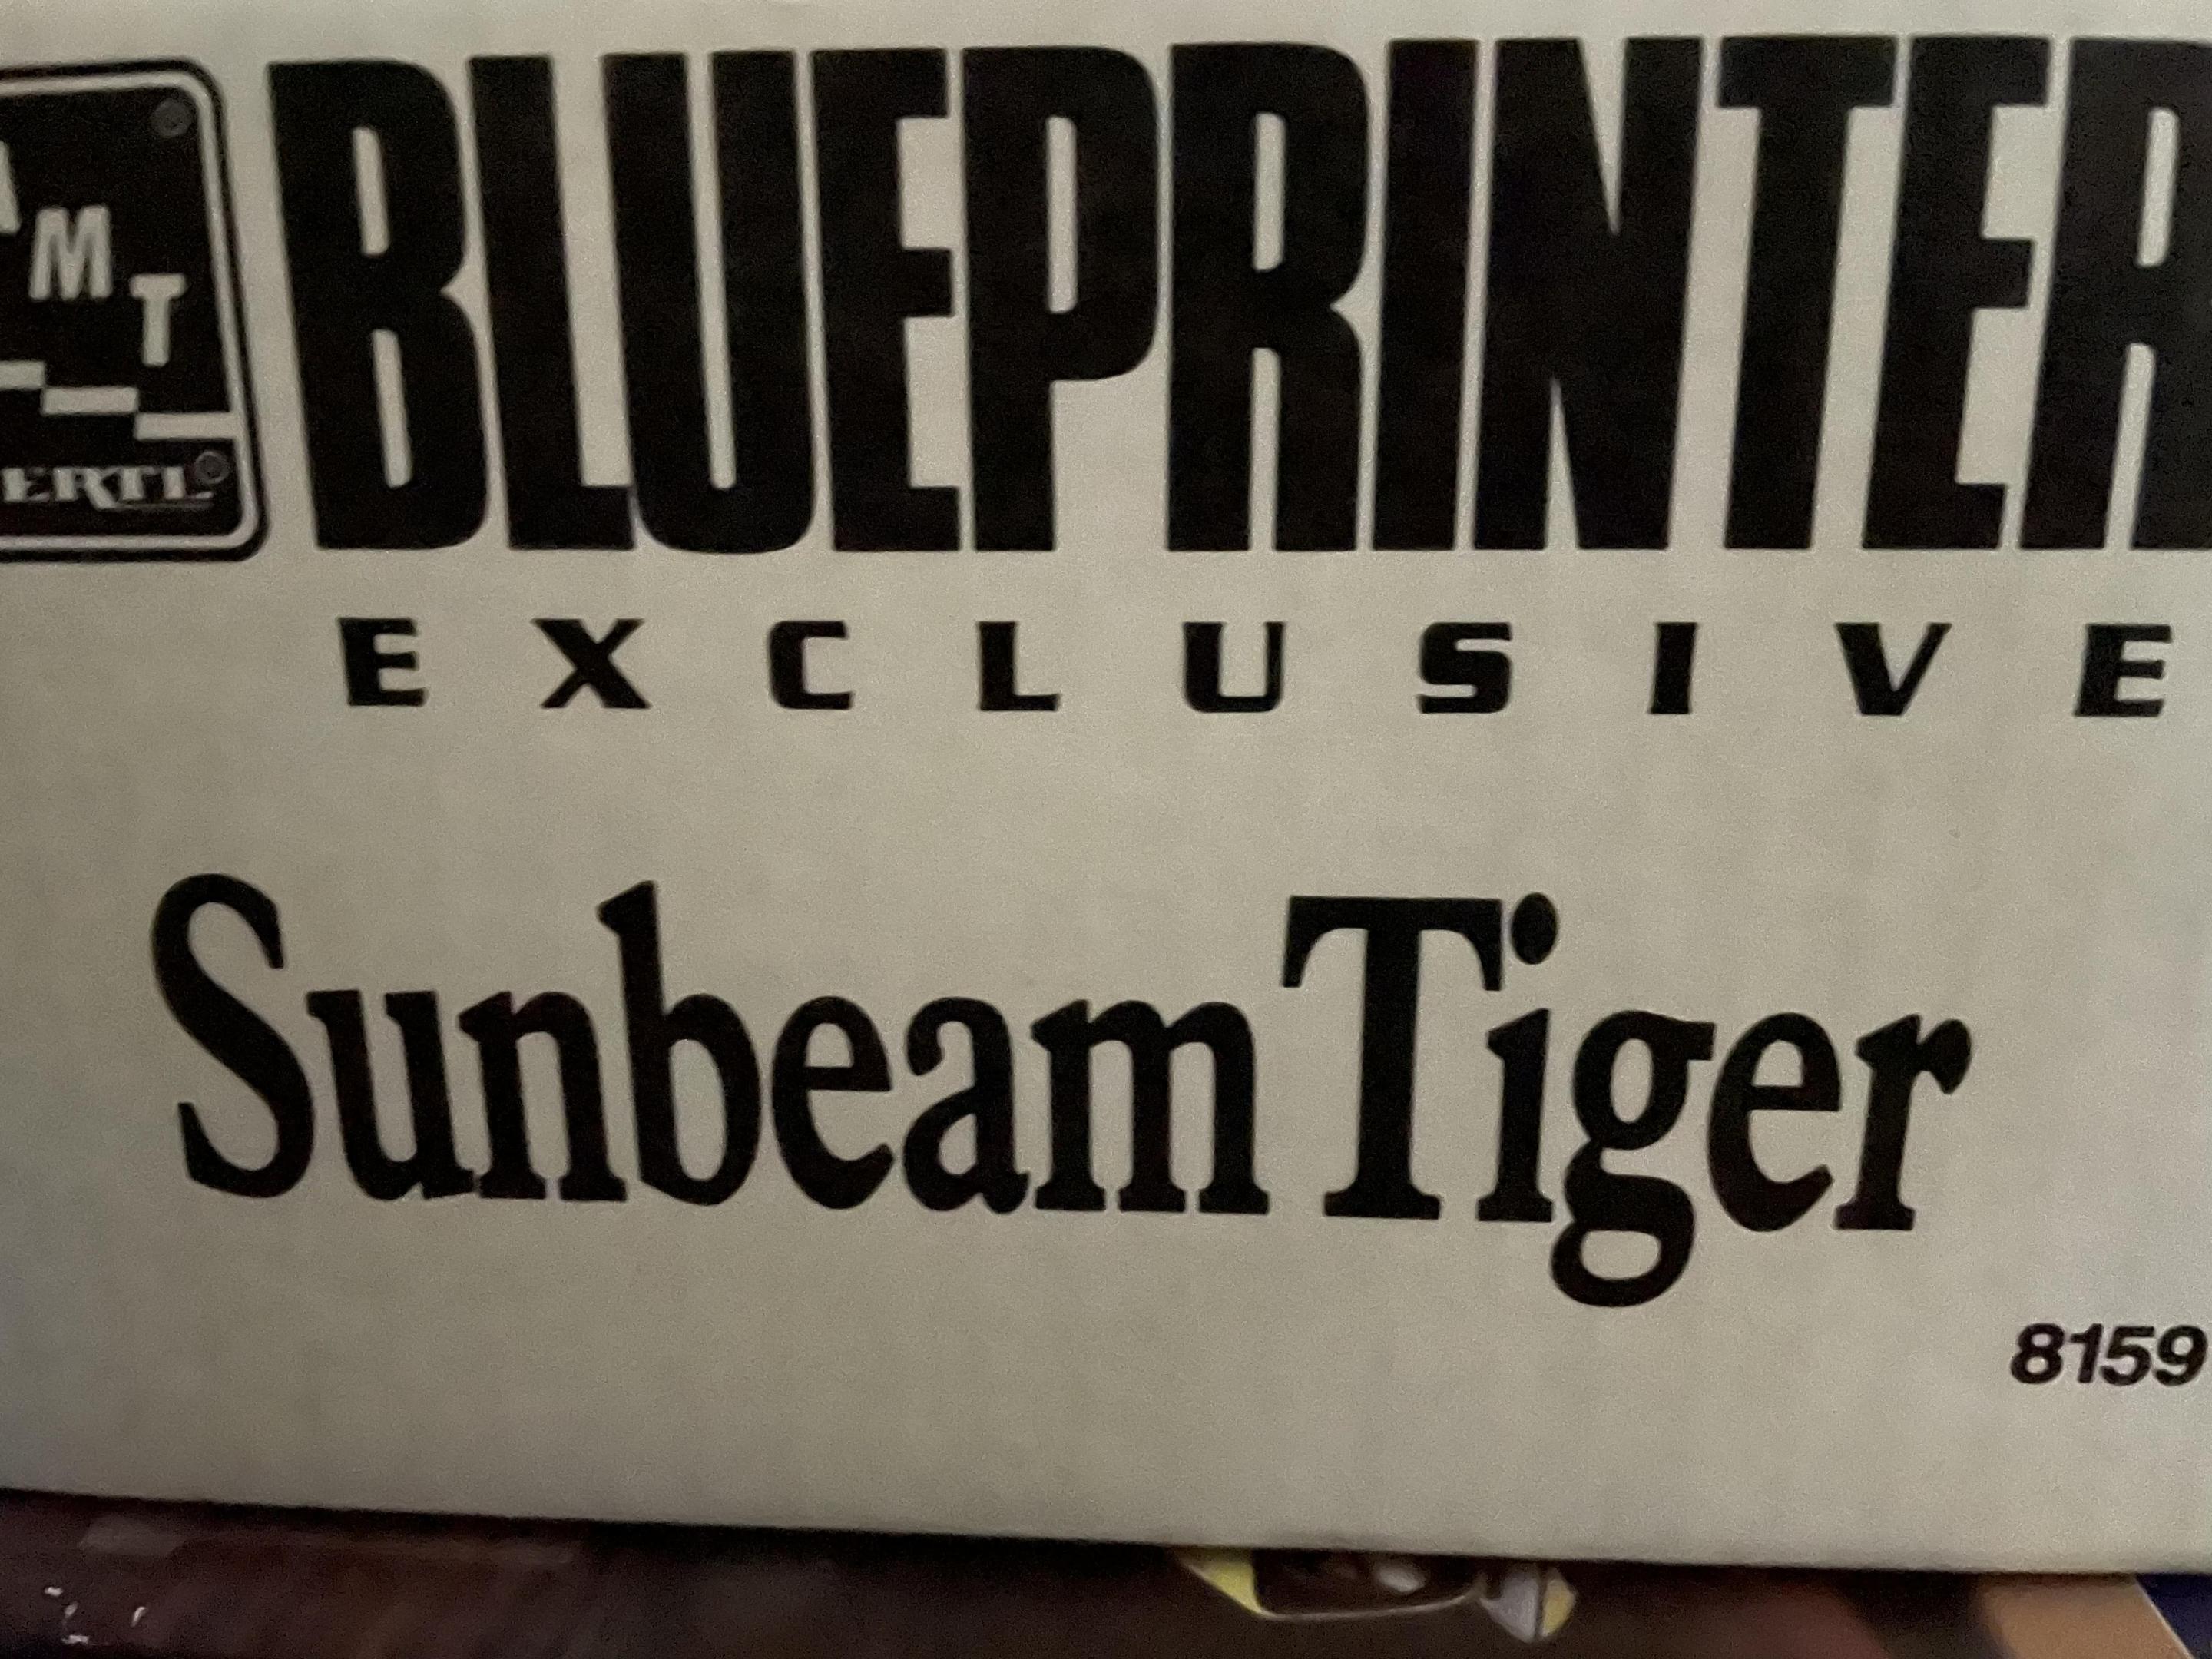 AMT
ERTL
BLUEPRINTER
EXCLUSIVE
Sunbeam Tiger
8159